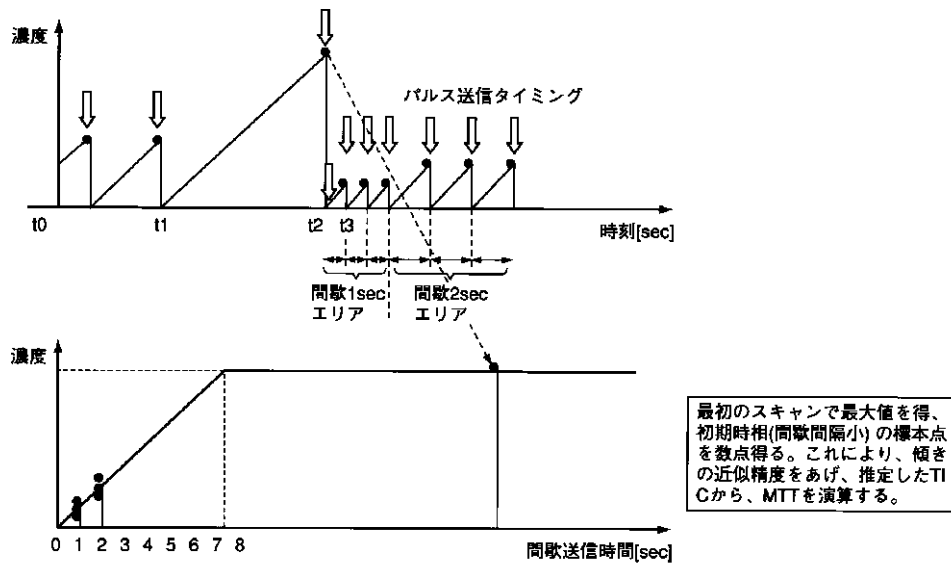 濃度
パルス送信タイミング
t0
t1
t2
t3
時刻[sec]
間歇1sec
エリア
間歇2sec
エリア
濃度
0 1 2 3 4 5 6 7 8
間歇送信時間[sec]
最初のスキャンで最大値を得、
初期時相(間歇間隔小) の標本点
を数点得る。これにより、傾き
の近似精度をあげ、推定したTI
Cから、MTTを演算する。